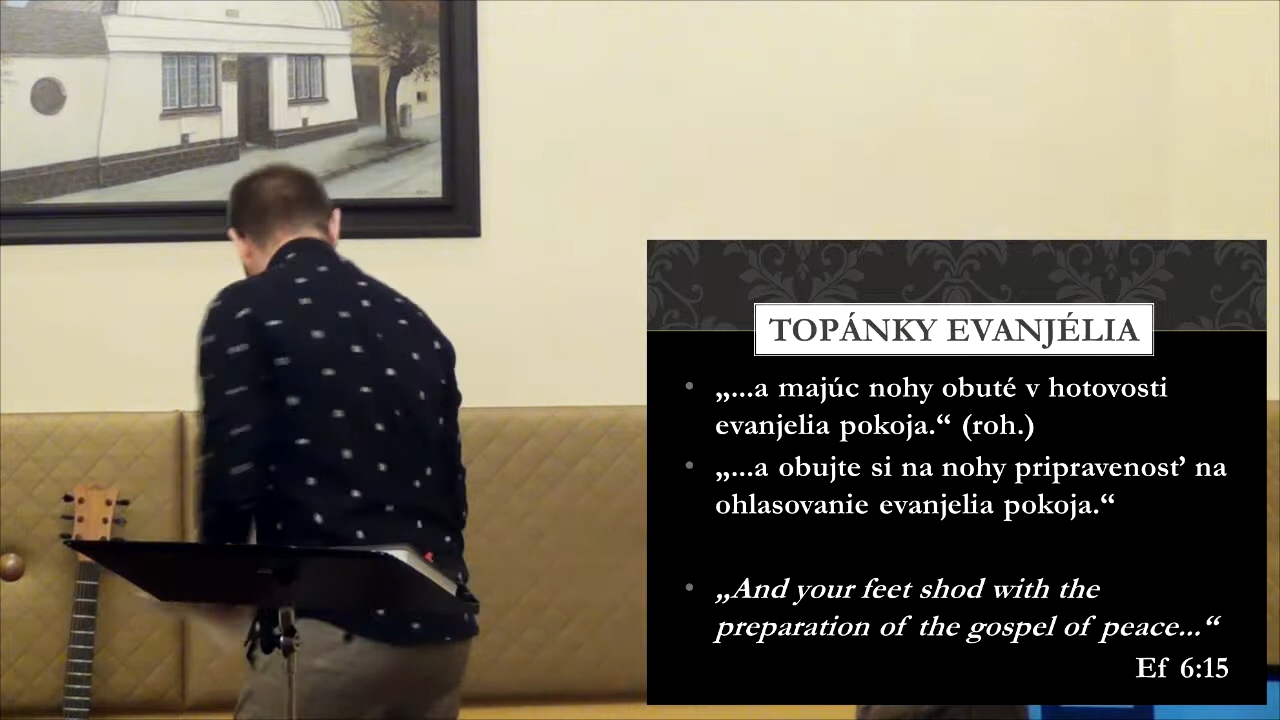 TOPÁNKY EVANJÉLIA
• „...a majúc nohy obuté v hotovosti
evanjelia pokoja.“ (roh.)
• „...a obujte si na nohy pripravenosť na
ohlasovanie evanjelia pokoja.“
• „And your feet shod with the
preparation of the gospel of peace...“
Ef 6:15